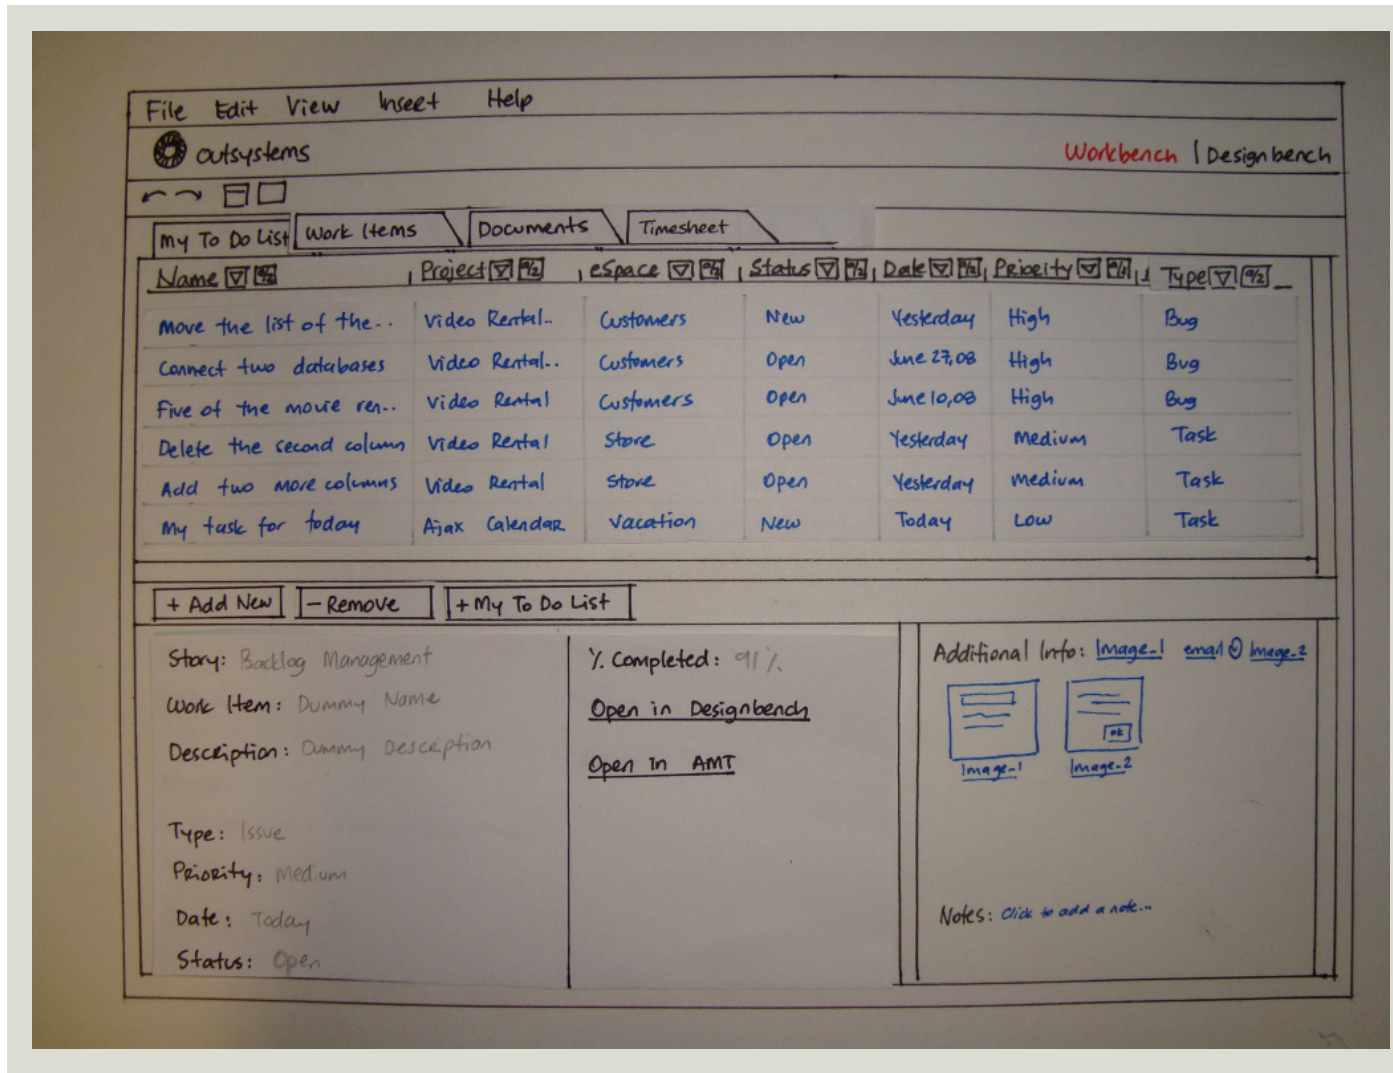 File Edit View Insert Help
outsystems Workbench | Designbench
My To Do List Work Items Documents Timesheet
Name Project eSpace Status Date Priority Type
Move the list of the... Video Rental.. Customers New Yesterday High Bug
Connect two databases Video Rental.. Customers Open June 27,08 High Bug
Five of the movie ren... Video Rental Customers Open June 10,08 High Bug
Delete the second column Video Rental Store Open Yesterday Medium Task
Add two more columns Video Rental Store Open Yesterday Medium Task
My task for today Ajax Calendar Vacation New Today Low Task
+ Add New - Remove + My To Do List
Story: Backlog Management
Work Item: Dummy Name
Description: Dummy Description
Type: Issue
Priority: Medium
Date: Today
Status: Open
% Completed: 91%
Open in Designbench
Open in AMT
Additional Info: Image_1 email Image_2
ok
Image-1 Image-2
Notes: Click to add a note...